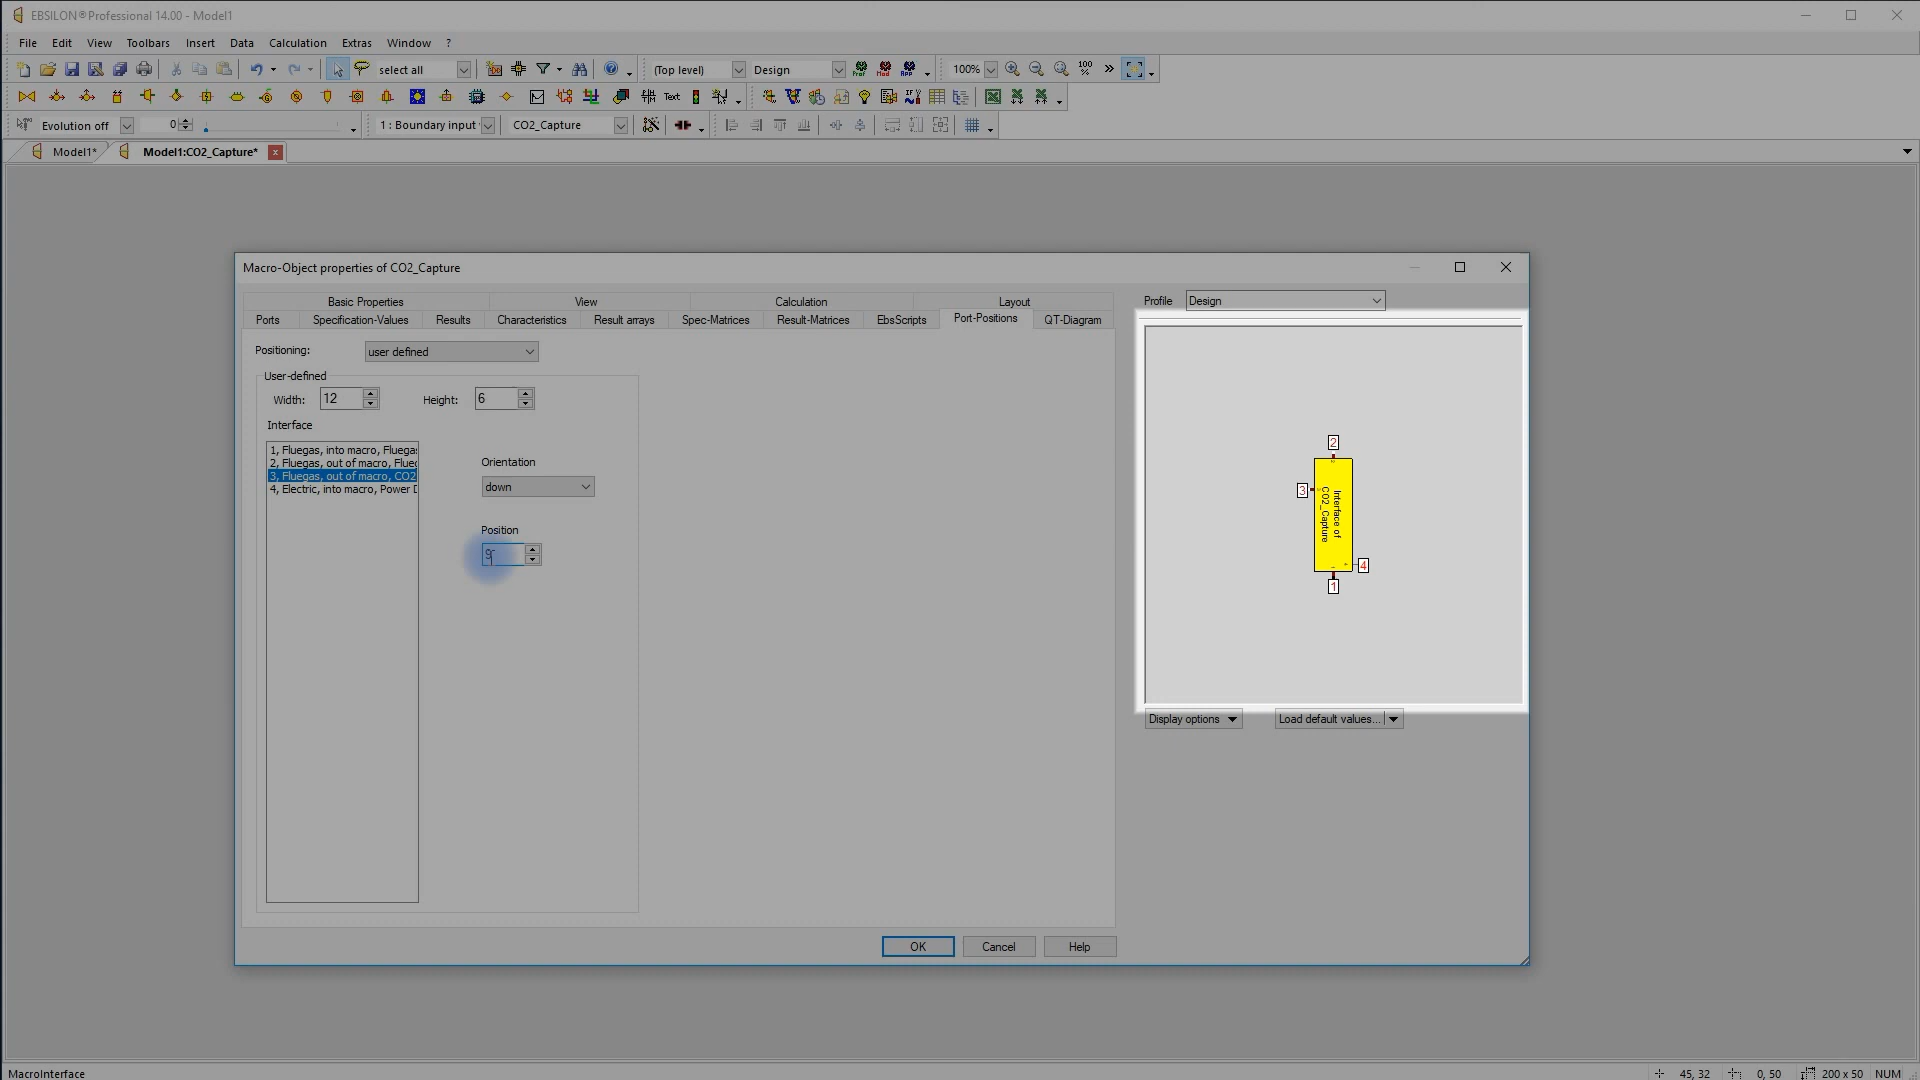 EBSILON®Professional 14.00 - Model1
File Edit View Toolbars Insert Data Calculation Extras Window ?
select all (Top level) Design 100%
Text
Evolution off 0 1 : Boundary input CO2_Capture
Model1* Model1:CO2_Capture*
Macro-Object properties of CO2_Capture
Basic Properties View Calculation Layout
Ports Specification-Values Results Characteristics Result arrays Spec-Matrices Result-Matrices EbsScripts Port-Positions QT-Diagram
Profile Design
Positioning: user defined
User-defined
Width: 12 Height: 6
Interface
1, Fluegas, into macro, Fluegas
2, Fluegas, out of macro, Flueg
3, Fluegas, out of macro, CO2
4, Electric, into macro, Power D
Orientation
down
Position
9
2
3
Interface of
CO2_Capture
4
1
Display options Load default values...
OK Cancel Help
MacroInterface 45, 32 0, 50 200 x 50 NUM